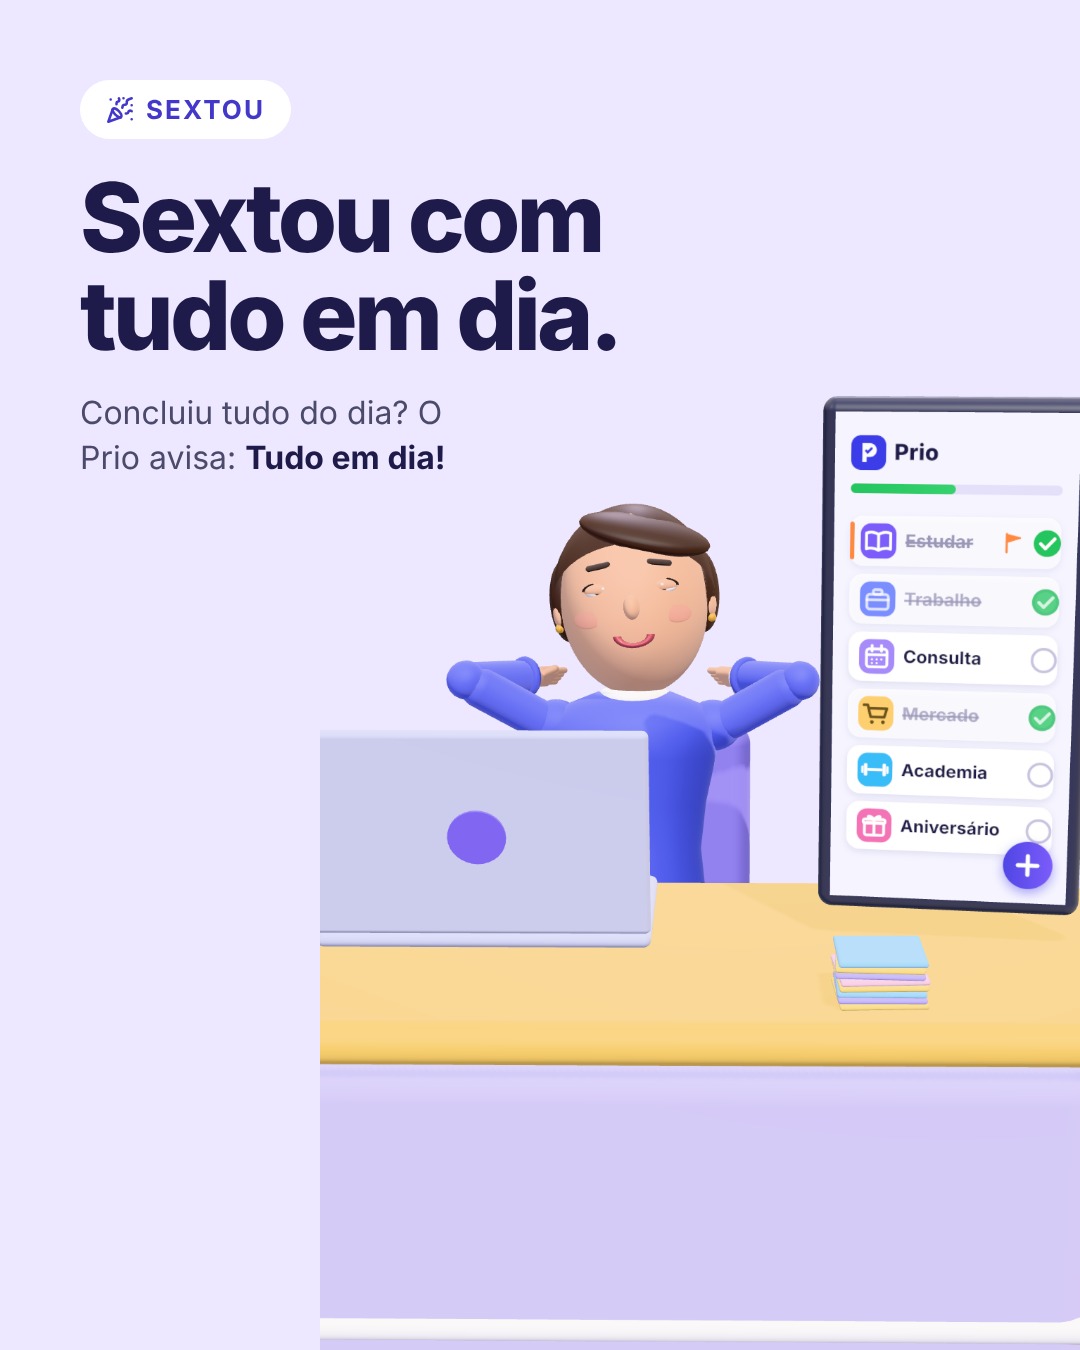 SEXTOU
Sextou com
tudo em dia.
Concluiu tudo do dia? O
Prio avisa: Tudo em dia!
Prio
Estudar
Trabalho
Consulta
Mercado
Academia
Aniversário